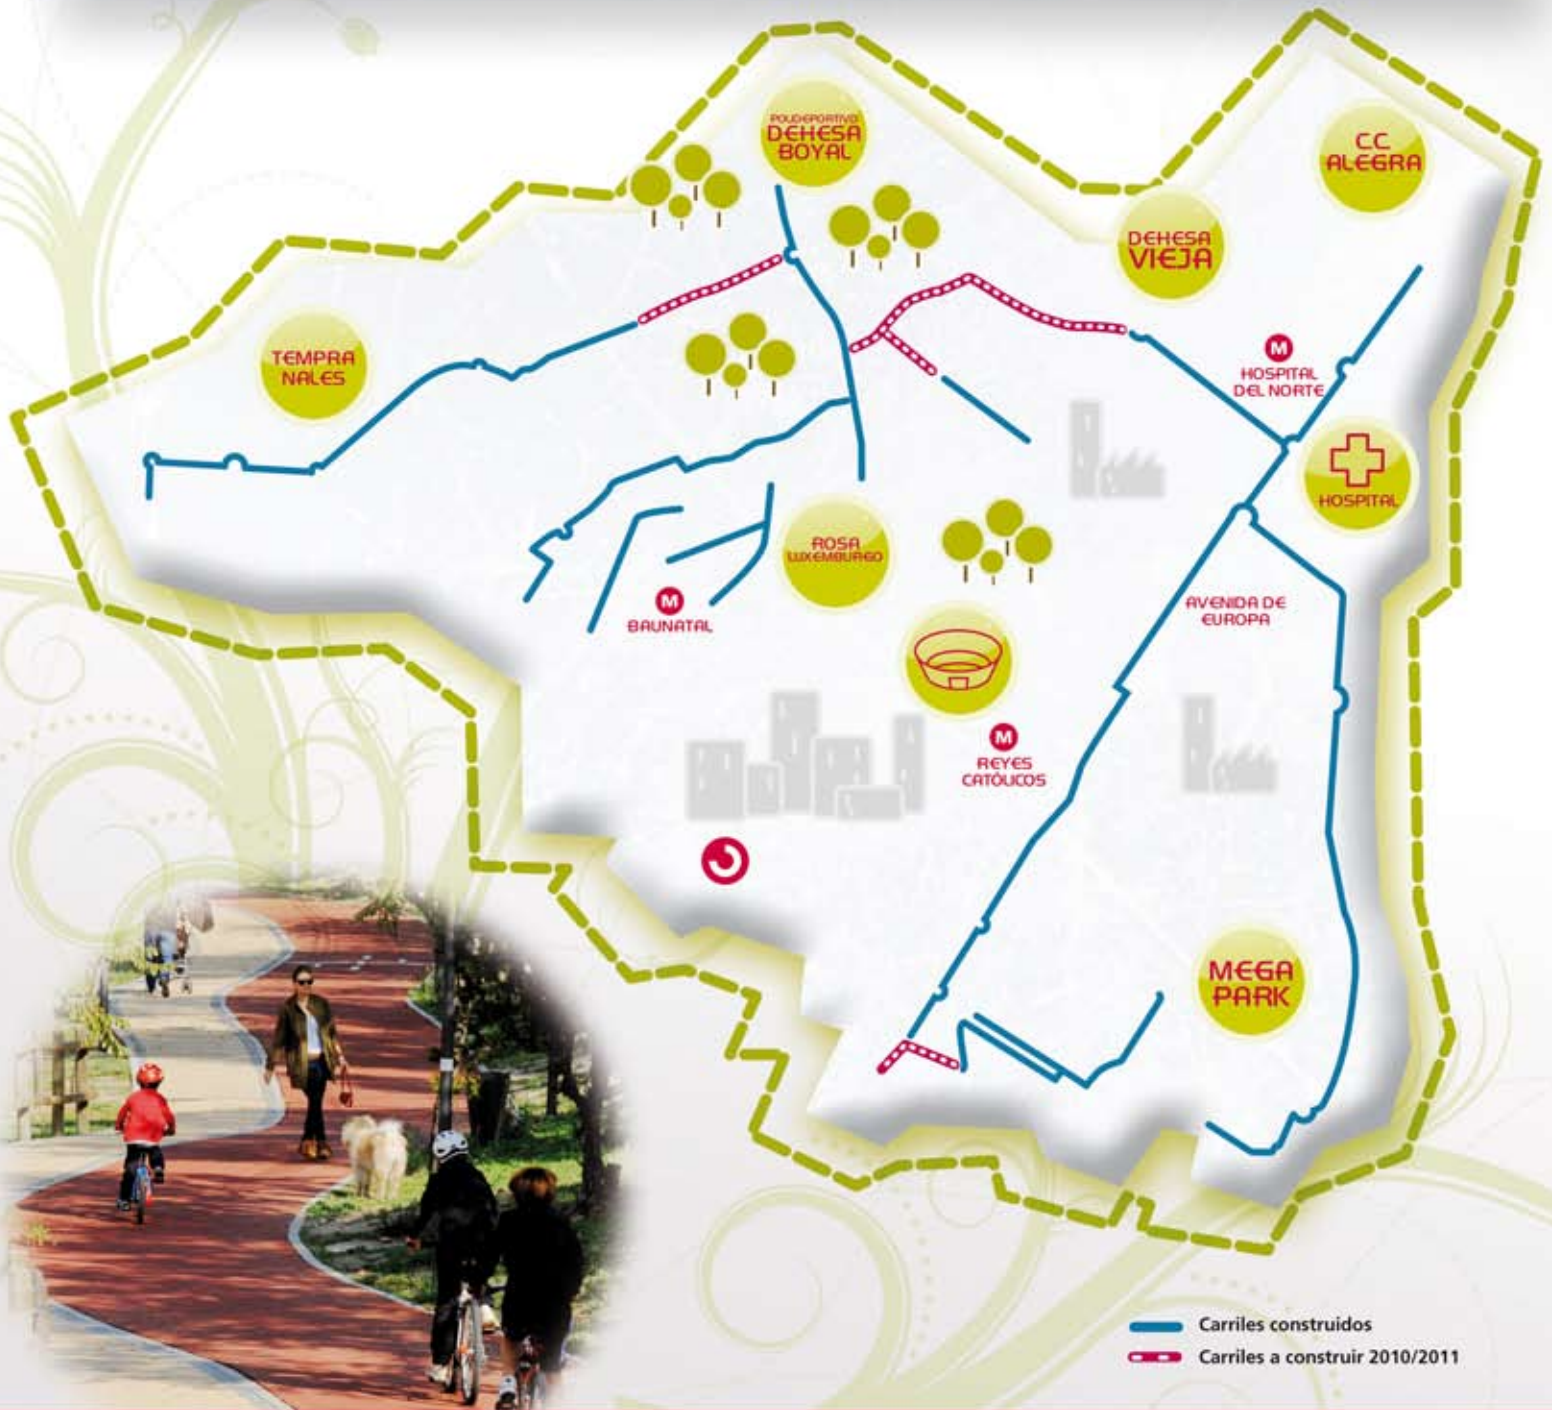 POLIDEPORTIVO
DEHESA
BOYAL
C.C
ALEGRA
DEHESA
VIEJA
TEMPRA
NALES
M
HOSPITAL
DEL NORTE
HOSPITAL
ROSA
LUXEMBURGO
M
BAUNATAL
AVENIDA DE
EUROPA
M
REYES
CATÓLICOS
MEGA
PARK
Carriles construidos
Carriles a construir 2010/2011